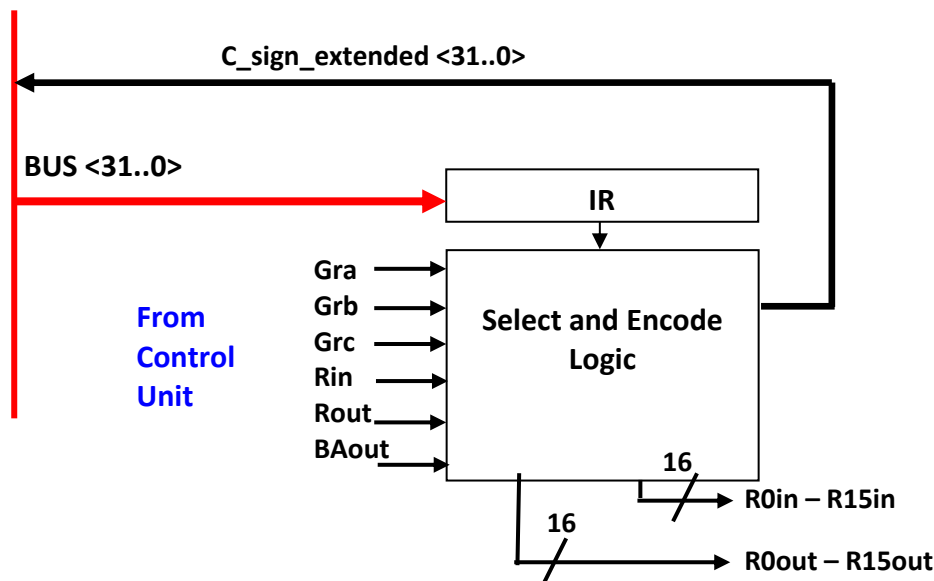 C_sign_extended <31..0>
BUS <31..0>
IR
Gra
Grb
Grc
Rin
Rout
BAout
From
Control
Unit
Select and Encode
Logic
16
R0in – R15in
16
R0out – R15out